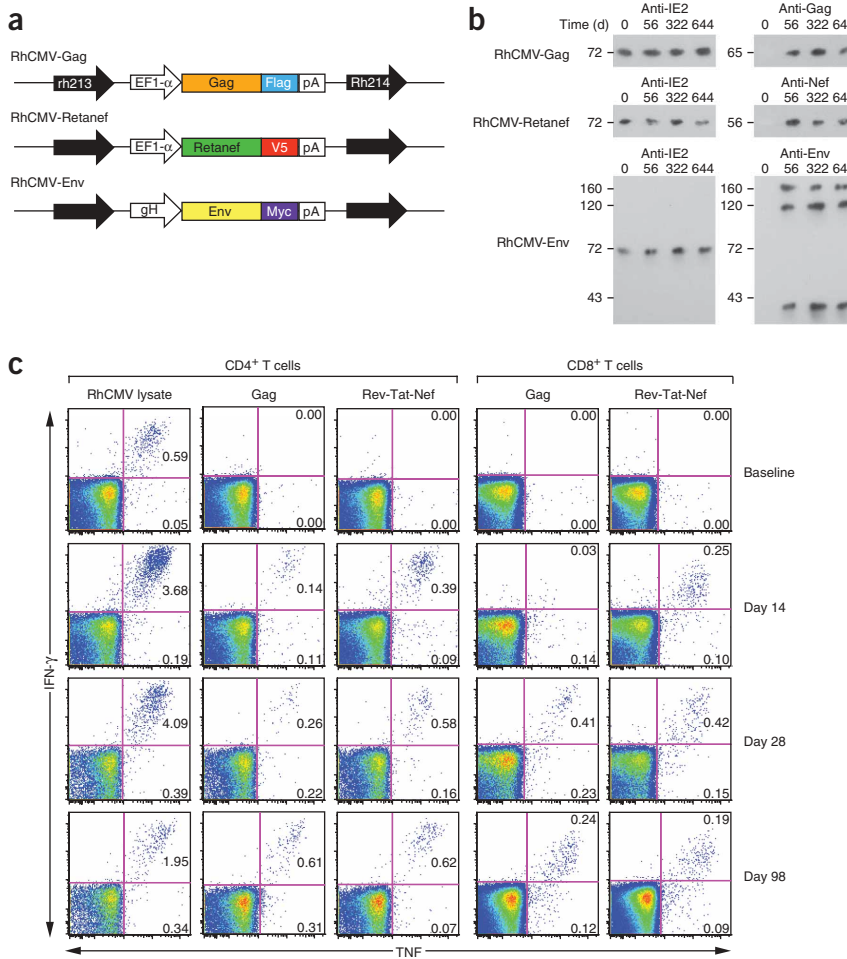 a
RhCMV-Gag
rh213 EF1-α Gag Flag pA Rh214
RhCMV-Retanef
EF1-α Retanef V5 pA
RhCMV-Env
gH Env Myc pA
b
Anti-IE2 Anti-Gag
Time (d) 0 56 322 644 0 56 322 64
RhCMV-Gag 72 65
Anti-IE2 Anti-Nef
0 56 322 644 0 56 322 64
RhCMV-Retanef 72 56
Anti-IE2 Anti-Env
0 56 322 644 0 56 322 64
160 160
120 120
RhCMV-Env 72 72
43 43
c
CD4+ T cells CD8+ T cells
RhCMV lysate Gag Rev-Tat-Nef Gag Rev-Tat-Nef
0.00 0.00 0.00 0.00
0.59 Baseline
0.05 0.00 0.00 0.00 0.00
0.03 0.25
3.68 0.14 0.39 Day 14
0.19 0.11 0.09 0.14 0.10
4.09 0.26 0.58 0.41 0.42 Day 28
0.39 0.22 0.16 0.23 0.15
0.24 0.19
1.95 0.61 0.62 Day 98
0.34 0.31 0.07 0.12 0.09
IFN-γ
TNF